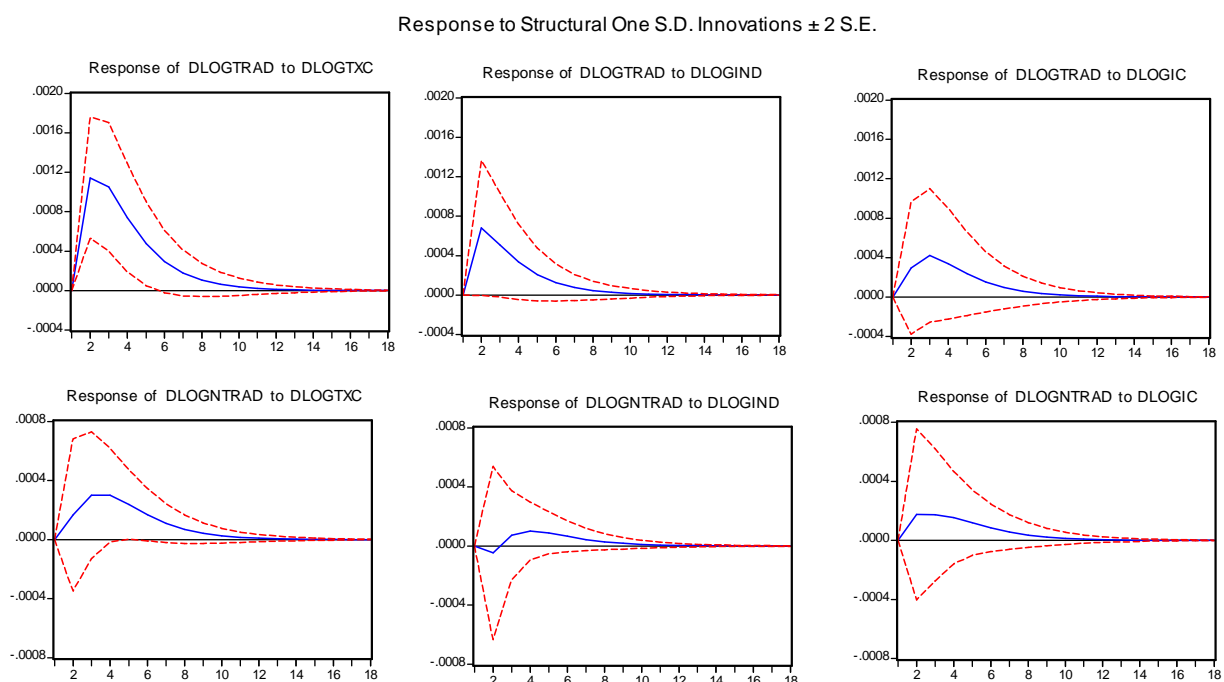 Response to Structural One S.D. Innovations ± 2 S.E.
Response of DLOGTRAD to DLOGTXC
.0020
.0016
.0012
.0008
.0004
.0000
-.0004
2 4 6 8 10 12 14 16 18
Response of DLOGTRAD to DLOGIND
.0020
.0016
.0012
.0008
.0004
.0000
-.0004
2 4 6 8 10 12 14 16 18
Response of DLOGTRAD to DLOGIC
.0020
.0016
.0012
.0008
.0004
.0000
-.0004
2 4 6 8 10 12 14 16 18
Response of DLOGNTRAD to DLOGTXC
.0008
.0004
.0000
-.0004
-.0008
2 4 6 8 10 12 14 16 18
Response of DLOGNTRAD to DLOGIND
.0008
.0004
.0000
-.0004
-.0008
2 4 6 8 10 12 14 16 18
Response of DLOGNTRAD to DLOGIC
.0008
.0004
.0000
-.0004
-.0008
2 4 6 8 10 12 14 16 18